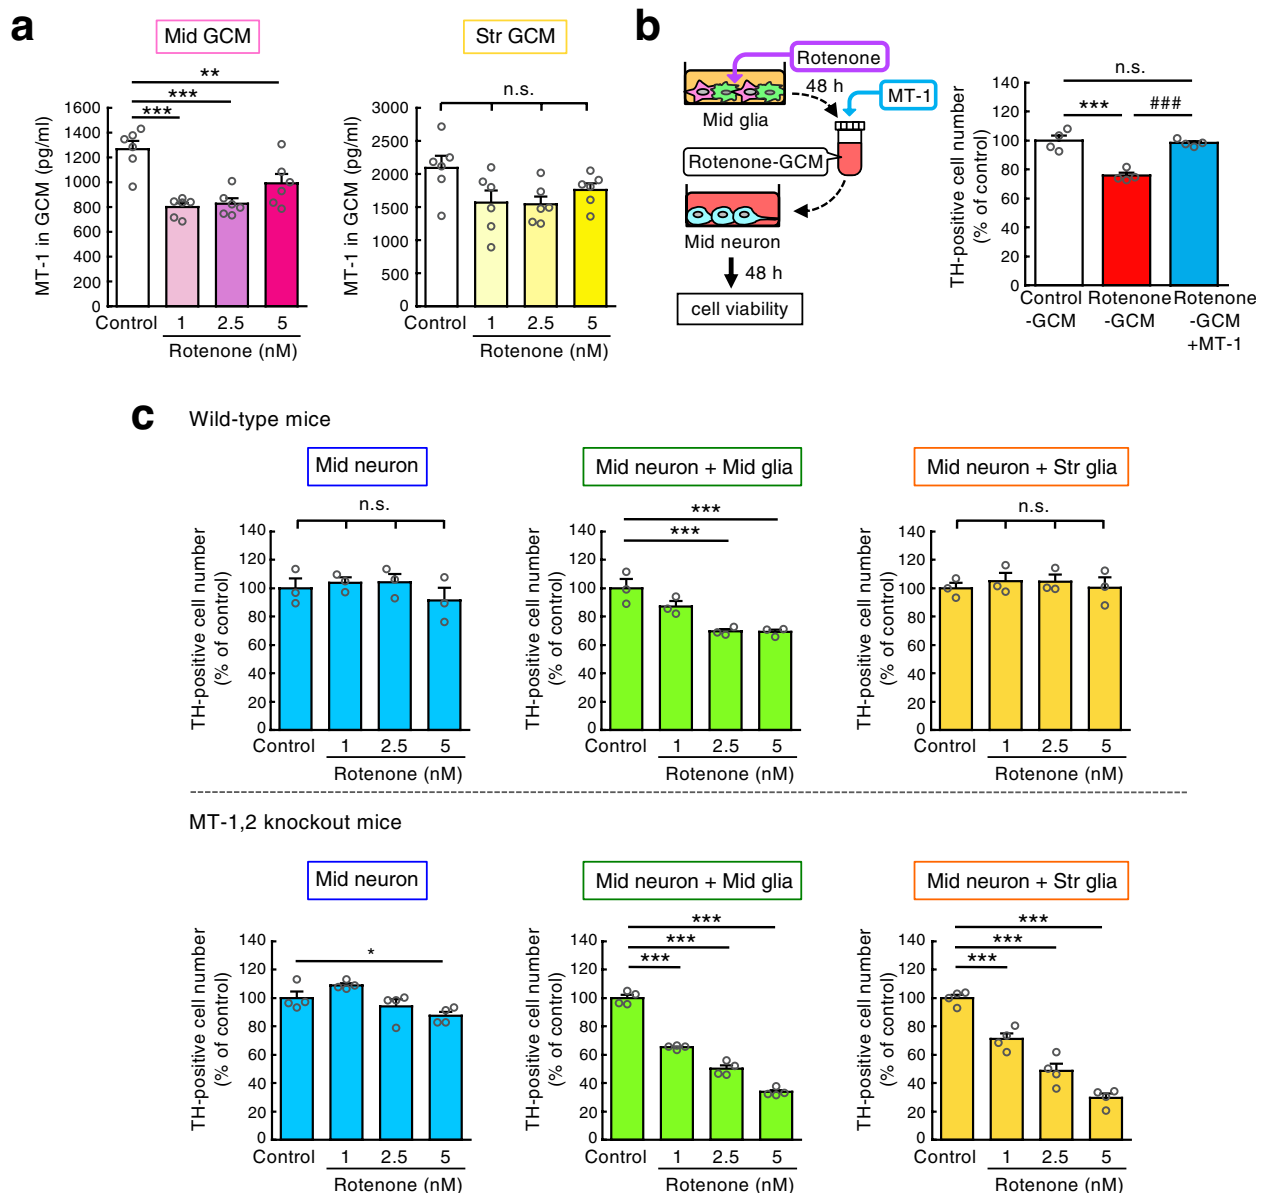 a
Mid GCM
Str GCM
**
***
***
n.s.
MT-1 in GCM (pg/ml)
1600
1400
1200
1000
800
600
400
200
0
Control
1
2.5
5
Rotenone (nM)
MT-1 in GCM (pg/ml)
3000
2500
2000
1500
1000
500
0
Control
1
2.5
5
Rotenone (nM)
b
Rotenone
48 h
MT-1
Mid glia
Rotenone-GCM
Mid neuron
48 h
cell viability
n.s.
***
###
TH-positive cell number
(% of control)
140
120
100
80
60
40
20
0
Control
-GCM
Rotenone
-GCM
Rotenone
-GCM
+MT-1
c
Wild-type mice
Mid neuron
n.s.
TH-positive cell number
(% of control)
140
120
100
80
60
40
20
0
Control
1
2.5
5
Rotenone (nM)
Mid neuron + Mid glia
***
***
TH-positive cell number
(% of control)
140
120
100
80
60
40
20
0
Control
1
2.5
5
Rotenone (nM)
Mid neuron + Str glia
n.s.
TH-positive cell number
(% of control)
140
120
100
80
60
40
20
0
Control
1
2.5
5
Rotenone (nM)
MT-1,2 knockout mice
Mid neuron
*
TH-positive cell number
(% of control)
140
120
100
80
60
40
20
0
Control
1
2.5
5
Rotenone (nM)
Mid neuron + Mid glia
***
***
***
TH-positive cell number
(% of control)
140
120
100
80
60
40
20
0
Control
1
2.5
5
Rotenone (nM)
Mid neuron + Str glia
***
***
***
TH-positive cell number
(% of control)
140
120
100
80
60
40
20
0
Control
1
2.5
5
Rotenone (nM)